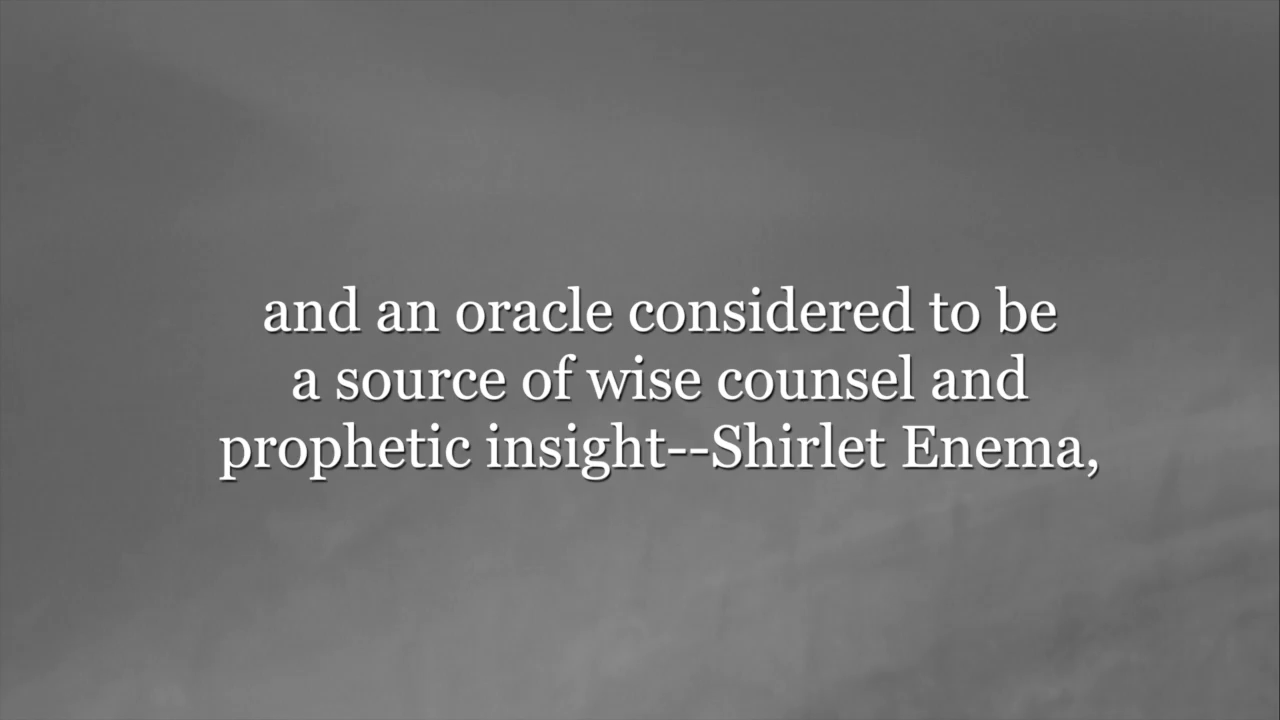 and an oracle considered to be
a source of wise counsel and
prophetic insight--Shirlet Enema,